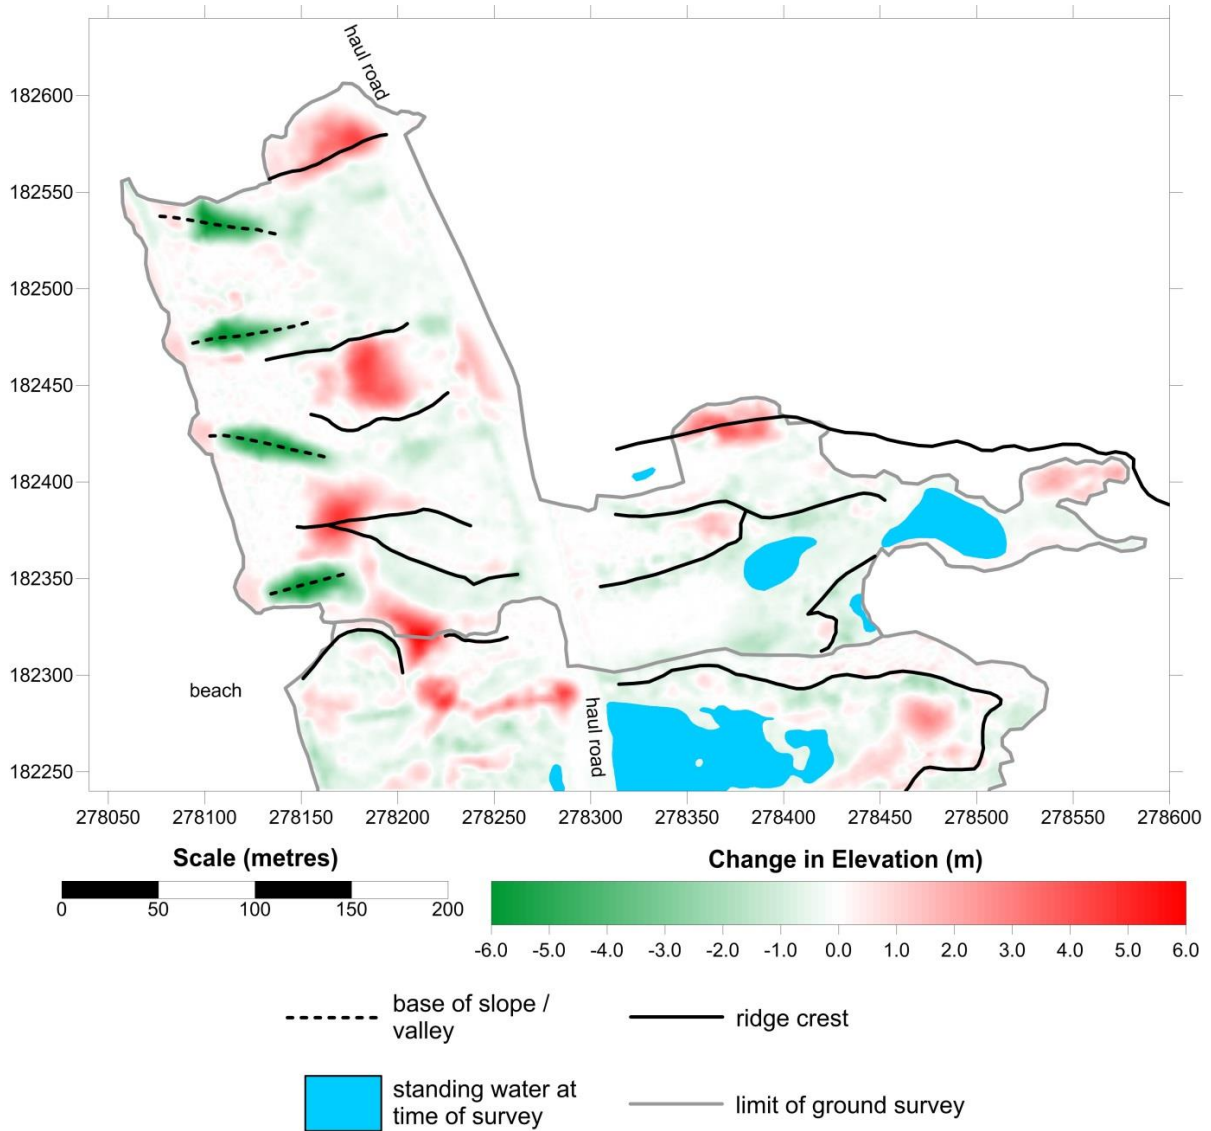 haul road
182600
182550
182500
182450
182400
182350
182300
182250
beach
haul road
278050 278100 278150 278200 278250 278300 278350 278400 278450 278500 278550 278600
Scale (metres)
0 50 100 150 200
Change in Elevation (m)
-6.0 -5.0 -4.0 -3.0 -2.0 -1.0 0.0 1.0 2.0 3.0 4.0 5.0 6.0
base of slope /
valley
ridge crest
standing water at
time of survey
limit of ground survey